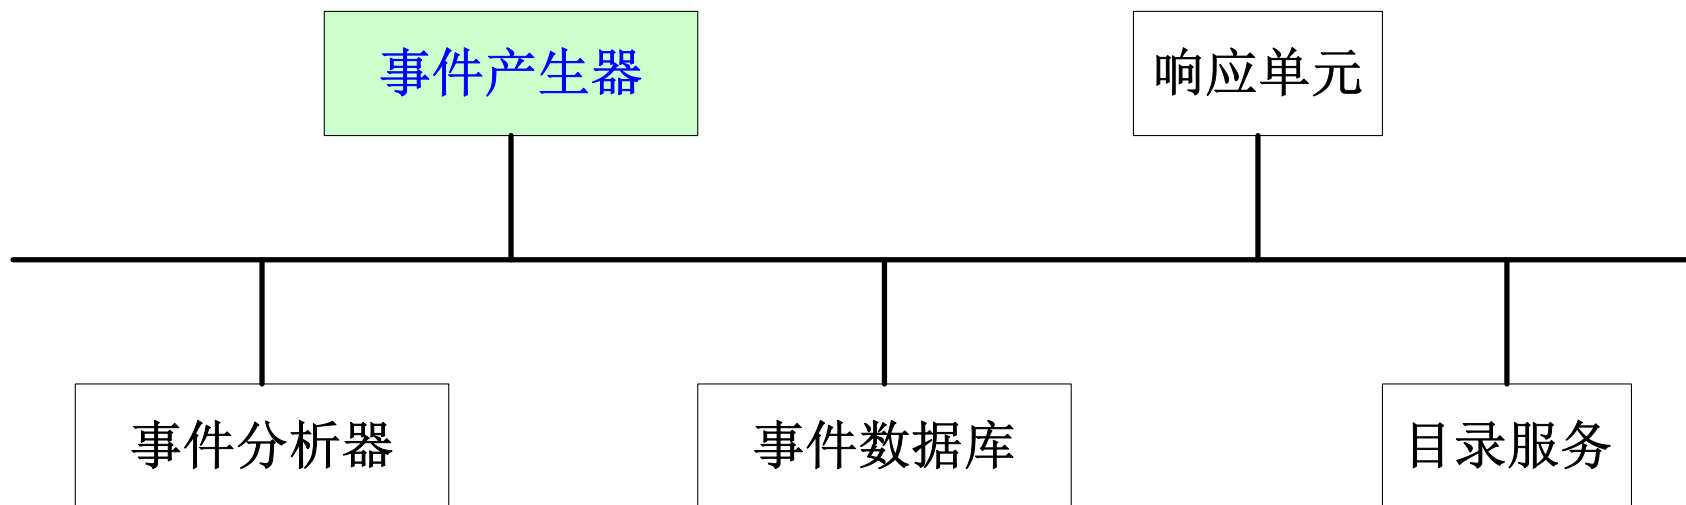 事件产生器
响应单元
事件分析器
事件数据库
目录服务